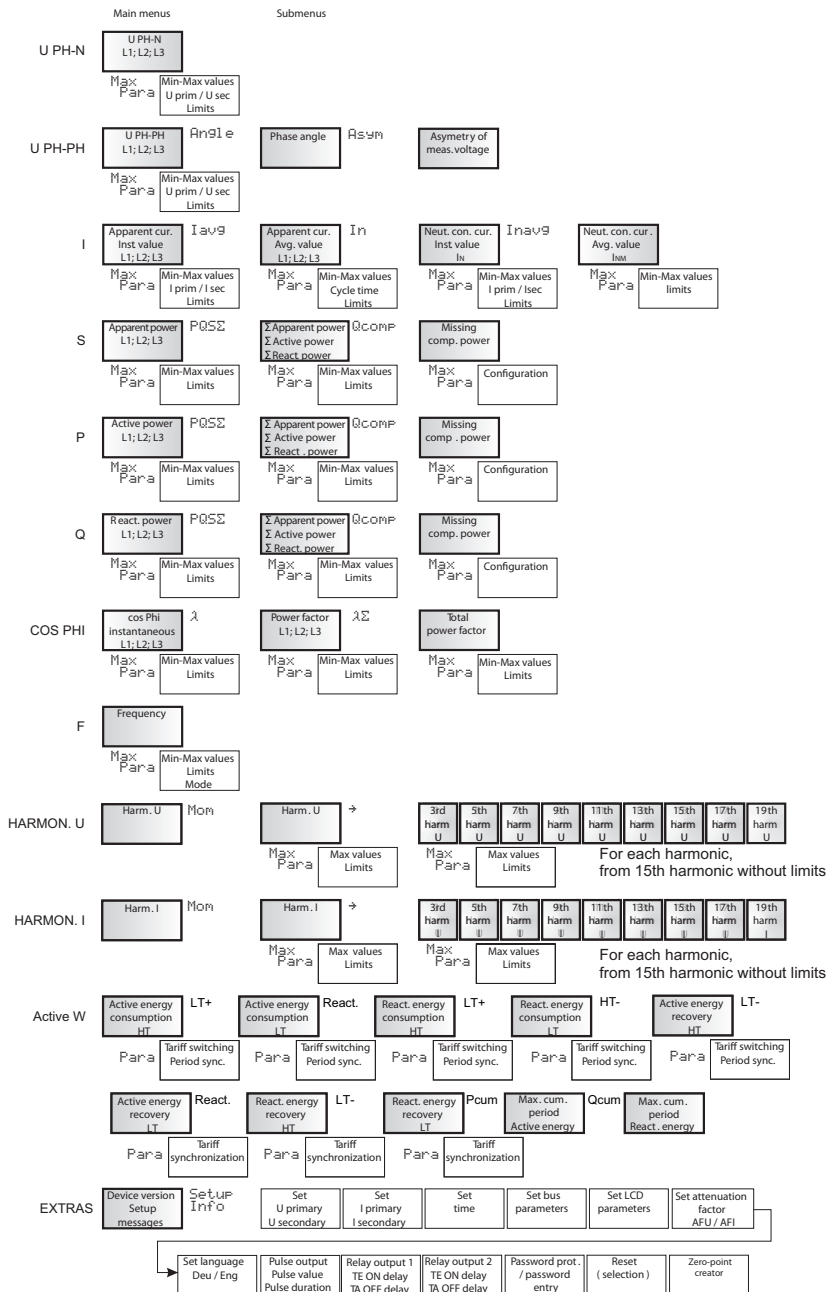 Main menus Submenus
U PH-N
U PH-N
L1; L2; L3
Max
Para
Min-Max values
U prim / U sec
Limits
U PH-PH
U PH-PH
L1; L2; L3
Angle
Phase angle
Asym
Asymetry of
meas. voltage
Max
Para
Min-Max values
U prim / U sec
Limits
I
Apparent cur.
Inst value
L1; L2; L3
Iavg
Apparent cur.
Avg. value
L1; L2; L3
In
Neut. con. cur.
Inst value
IN
Inavg
Neut. con. cur.
Avg. value
INM
Max
Para
Min-Max values
I prim / I sec
Limits
Max
Para
Min-Max values
Cycle time
Limits
Max
Para
Min-Max values
I prim / Isec
Limits
Max
Para
Min-Max values
limits
S
Apparent power
L1; L2; L3
PQSΣ
Σ Apparent power
Σ Active power
Σ React. power
Qcomp
Missing
comp. power
Max
Para
Min-Max values
Limits
Max
Para
Min-Max values
Limits
Max
Para
Configuration
P
Active power
L1; L2; L3
PQSΣ
Σ Apparent power
Σ Active power
Σ React . power
Qcomp
Missing
comp . power
Max
Para
Min-Max values
Limits
Max
Para
Min-Max values
Limits
Max
Para
Configuration
Q
React. power
L1; L2; L3
PQSΣ
Σ Apparent power
Σ Active power
Σ React. power
Qcomp
Missing
comp. power
Max
Para
Min-Max values
Limits
Max
Para
Min-Max values
Limits
Max
Para
Configuration
COS PHI
cos Phi
instantaneous
L1; L2; L3
λ
Power factor
L1; L2; L3
λΣ
Total
power factor
Max
Para
Min-Max values
Limits
Max
Para
Min-Max values
Limits
Max
Para
Min-Max values
Limits
F
Frequency
Max
Para
Min-Max values
Limits
Mode
HARMON. U
Harm. U
Mom
Harm. U
→
3rd
harm
U
5th
harm
U
7th
harm
U
9th
harm
U
11th
harm
U
13th
harm
U
15th
harm
U
17th
harm
U
19th
harm
U
Max
Para
Max values
Limits
Max
Para
Max values
Limits
For each harmonic,
from 15th harmonic without limits
HARMON. I
Harm. I
Mom
Harm. I
→
3rd
harm
5th
harm
7th
harm
9th
harm
11th
harm
13th
harm
15th
harm
17th
harm
19th
harm
I
Max
Para
Max values
Limits
Max
Para
Max values
Limits
For each harmonic,
from 15th harmonic without limits
Active W
Active energy
consumption
HT
LT+
Active energy
consumption
LT
React.
React. energy
consumption
HT
LT+
React. energy
consumption
LT
HT-
Active energy
recovery
HT
LT-
Para
Tariff switching
Period sync.
Para
Tariff switching
Period sync.
Para
Tariff switching
Period sync.
Para
Tariff switching
Period sync.
Para
Tariff switching
Period sync.
Active energy
recovery
LT
React.
React. energy
recovery
HT
LT-
React. energy
recovery
LT
Pcum
Max. cum.
period
Active energy
Qcum
Max. cum.
period
React . energy
Para
Tariff
synchronization
Para
Tariff
synchronization
Para
Tariff
synchronization
EXTRAS
Device version
Setup
messages
Setup
Info
Set
U primary
U secondary
Set
I primary
I secondary
Set
time
Set bus
parameters
Set LCD
parameters
Set attenuation
factor
AFU / AFI
Set language
Deu / Eng
Pulse output
Pulse value
Pulse duration
Relay output 1
TE ON delay
TA OFF delay
Relay output 2
TE ON delay
TA OFF delay
Password prot.
/ password
entry
Reset
( selection )
Zero-point
creator